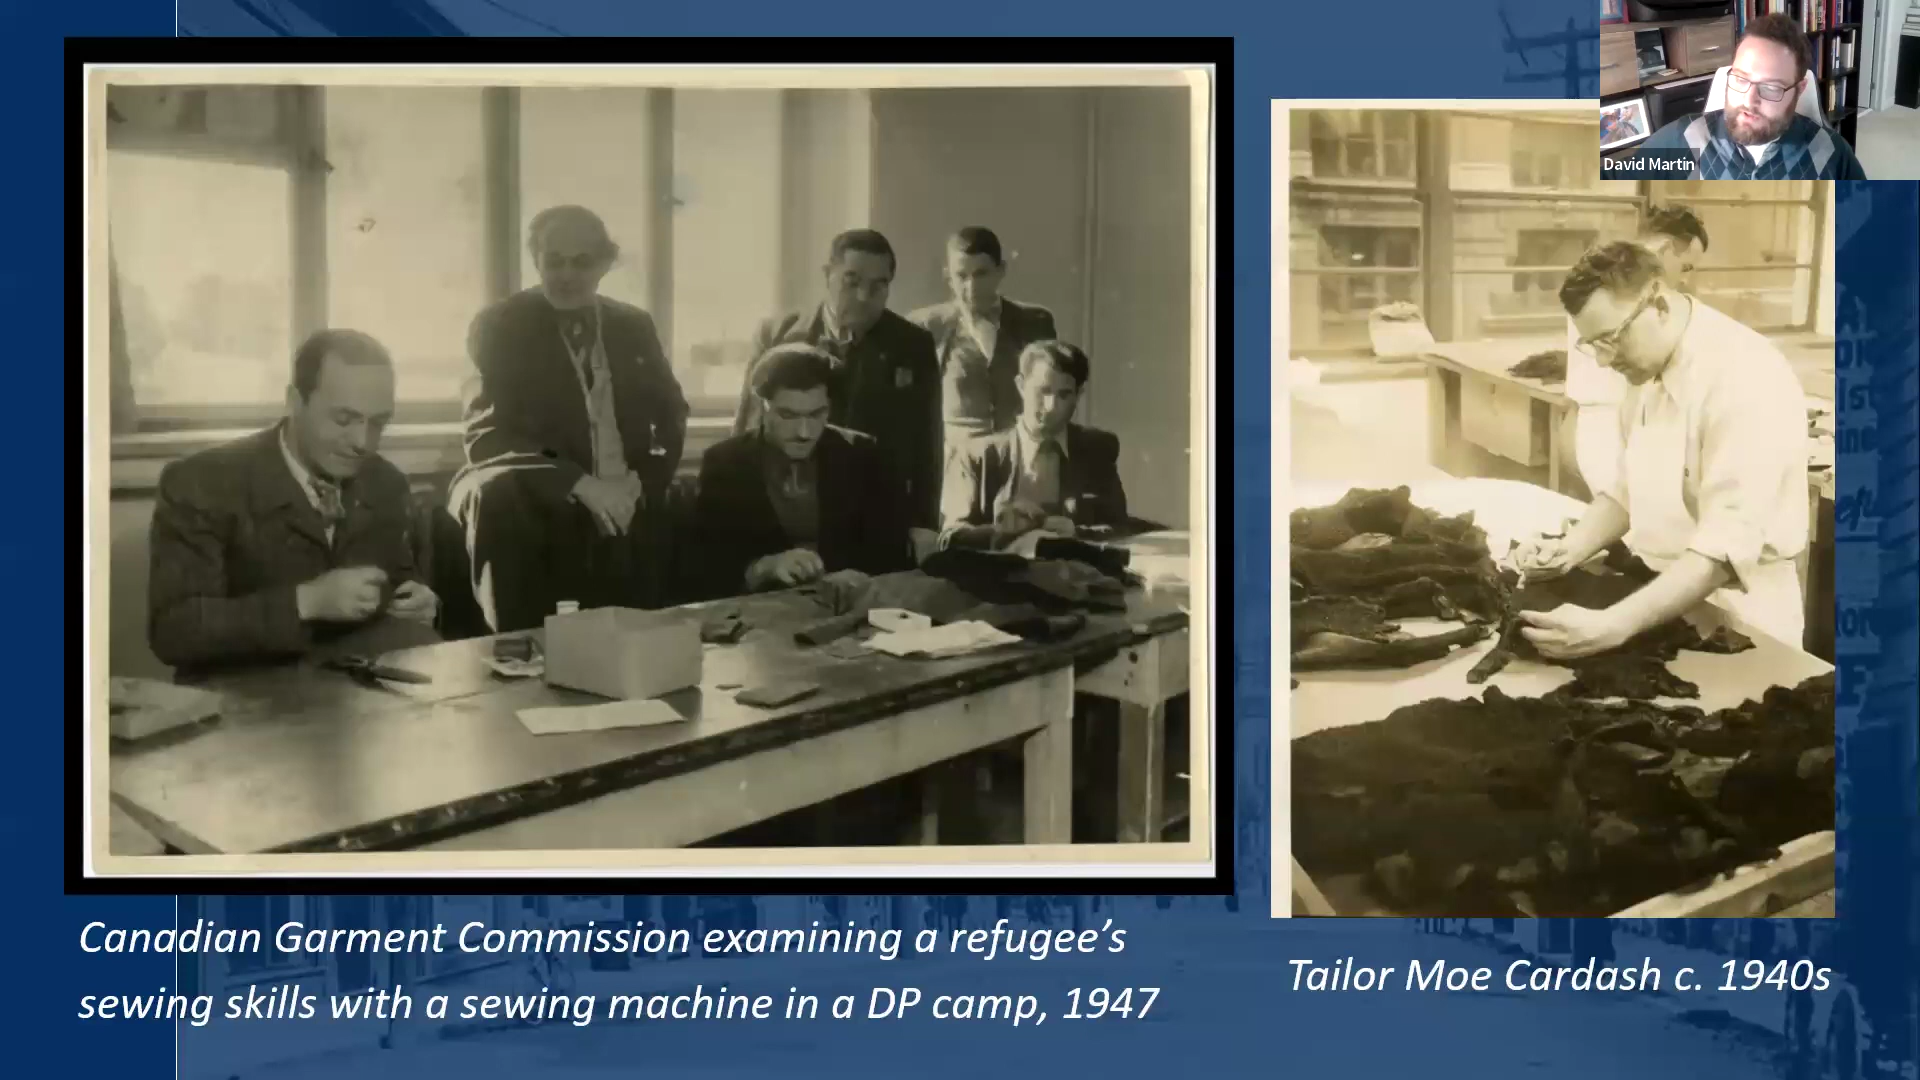 David Martin
Canadian Garment Commission examining a refugee’s
sewing skills with a sewing machine in a DP camp, 1947
Tailor Moe Cardash c. 1940s